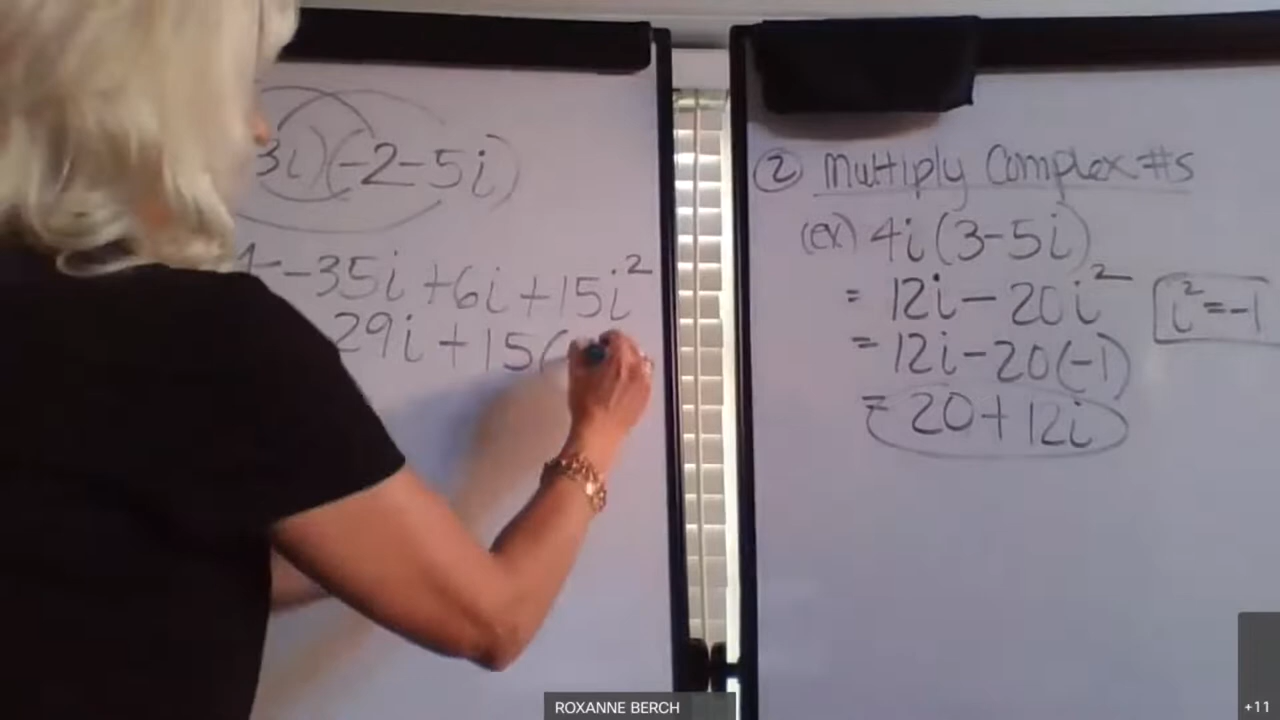 3i)(-2-5i)
-35i+6i+15i²
29i+15(
② Multiply Complex #s
(ex) 4i(3-5i)
= 12i-20i²
i²=-1
= 12i-20(-1)
= 20+12i
ROXANNE BERCH
+11